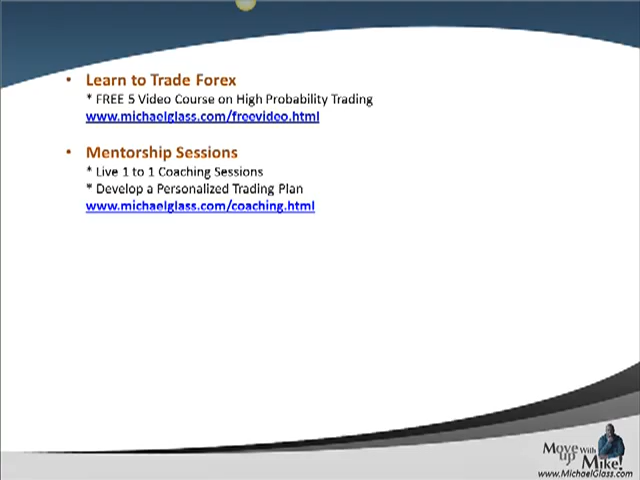 • Learn to Trade Forex
* FREE 5 Video Course on High Probability Trading
www.michaelglass.com/freevideo.html
• Mentorship Sessions
* Live 1 to 1 Coaching Sessions
* Develop a Personalized Trading Plan
www.michaelglass.com/coaching.html
Move up With Mike!
www.MichaelGlass.com